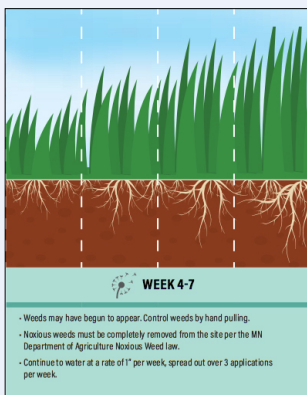 WEEK 4-7
- Weeds may have begun to appear. Control weeds by hand pulling.
- Noxious weeds must be completely removed from the site per the MN
Department of Agriculture Noxious Weed law.
- Continue to water at a rate of 1" per week, spread out over 3 applications
per week.